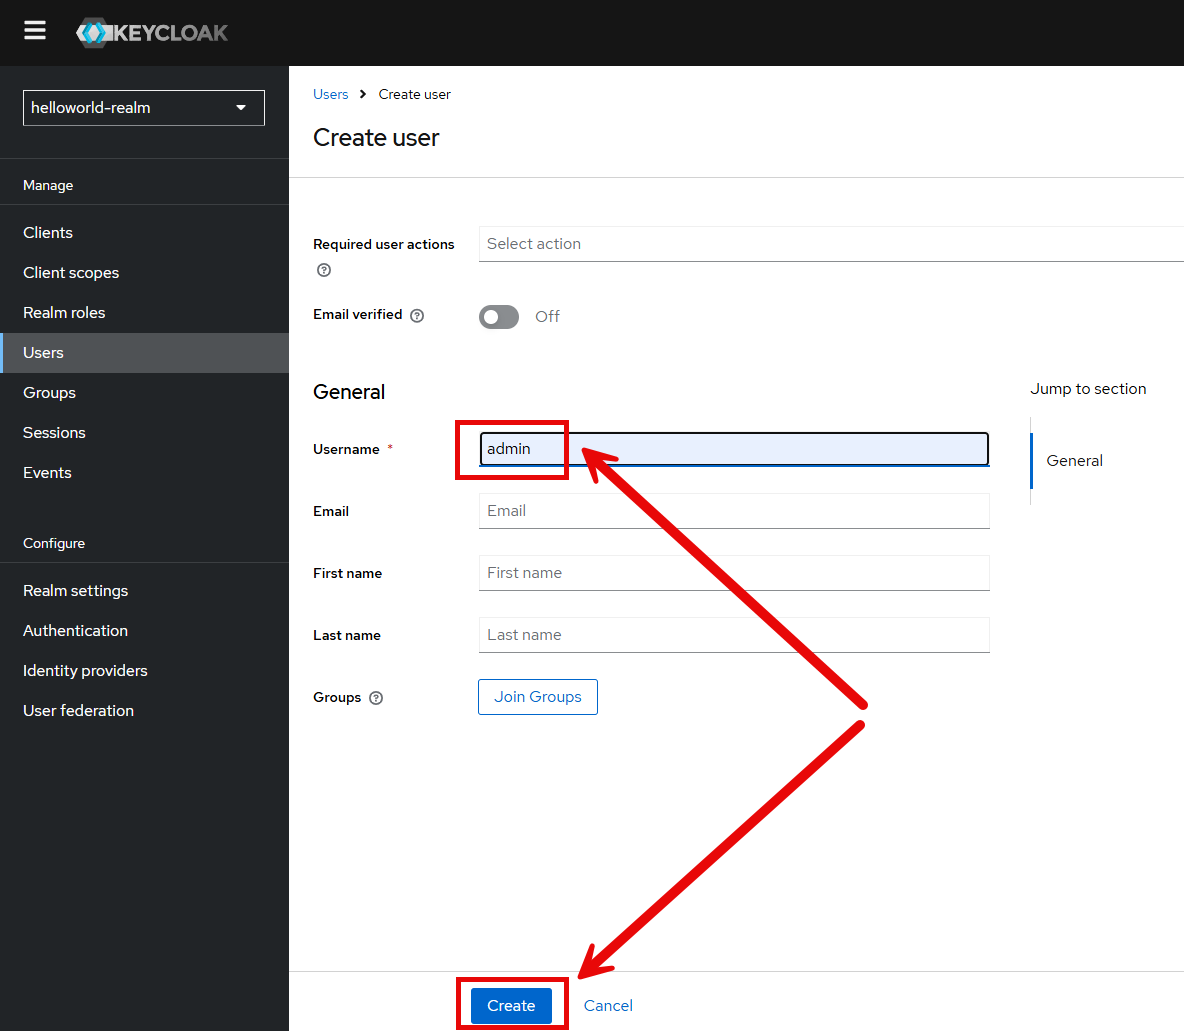 KEYCLOAK
helloworld-realm
Manage
Clients
Client scopes
Realm roles
Users
Groups
Sessions
Events
Configure
Realm settings
Authentication
Identity providers
User federation
Users > Create user
Create user
Required user actions
Select action
Email verified
Off
General
Username *
admin
Email
Email
First name
First name
Last name
Last name
Groups
Join Groups
Jump to section
General
Create
Cancel